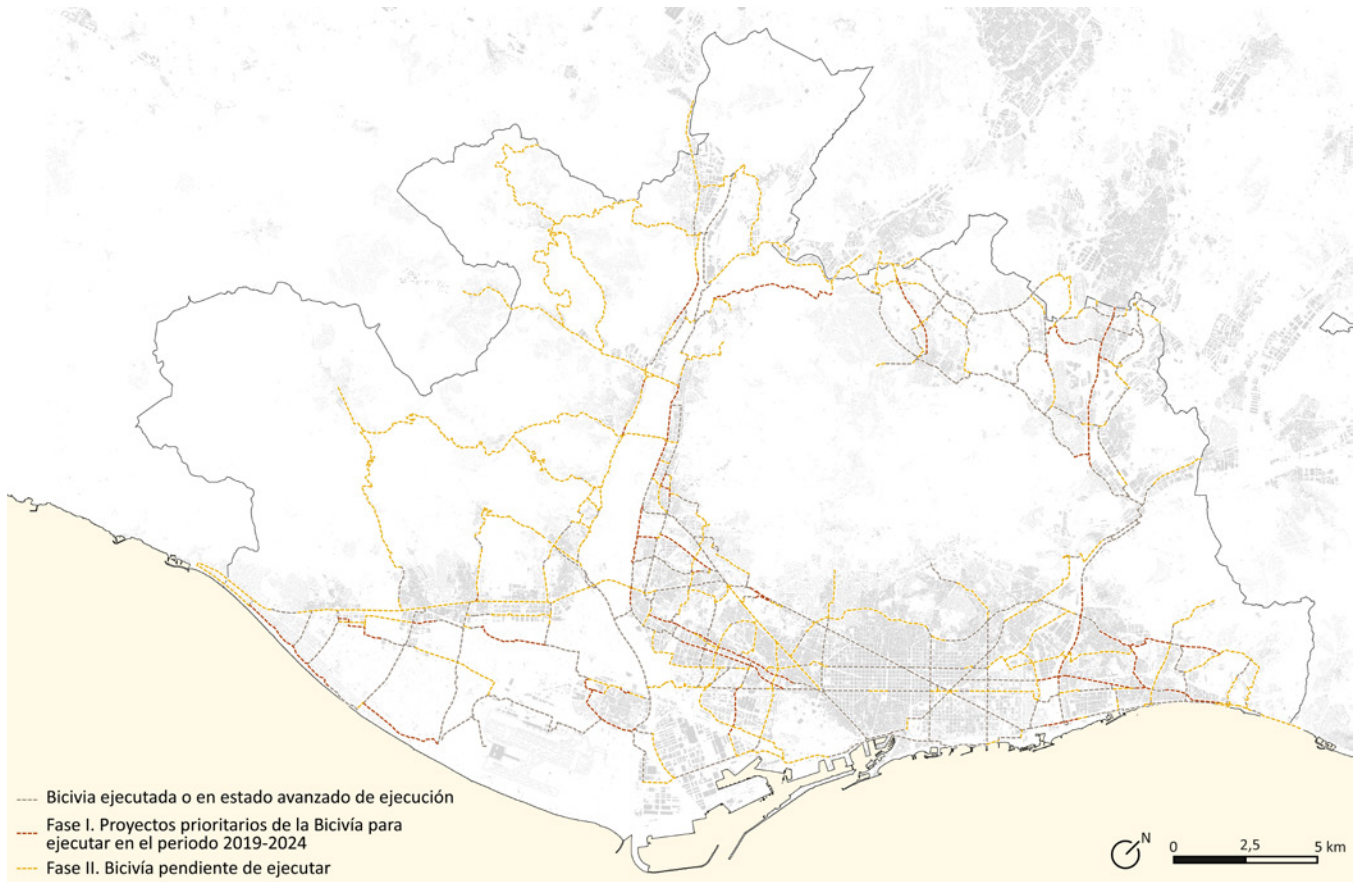 Bicivia ejecutada o en estado avanzado de ejecución
Fase I. Proyectos prioritarios de la Bicivía para
ejecutar en el periodo 2019-2024
Fase II. Bicivía pendiente de ejecutar
N
0 2,5 5 km